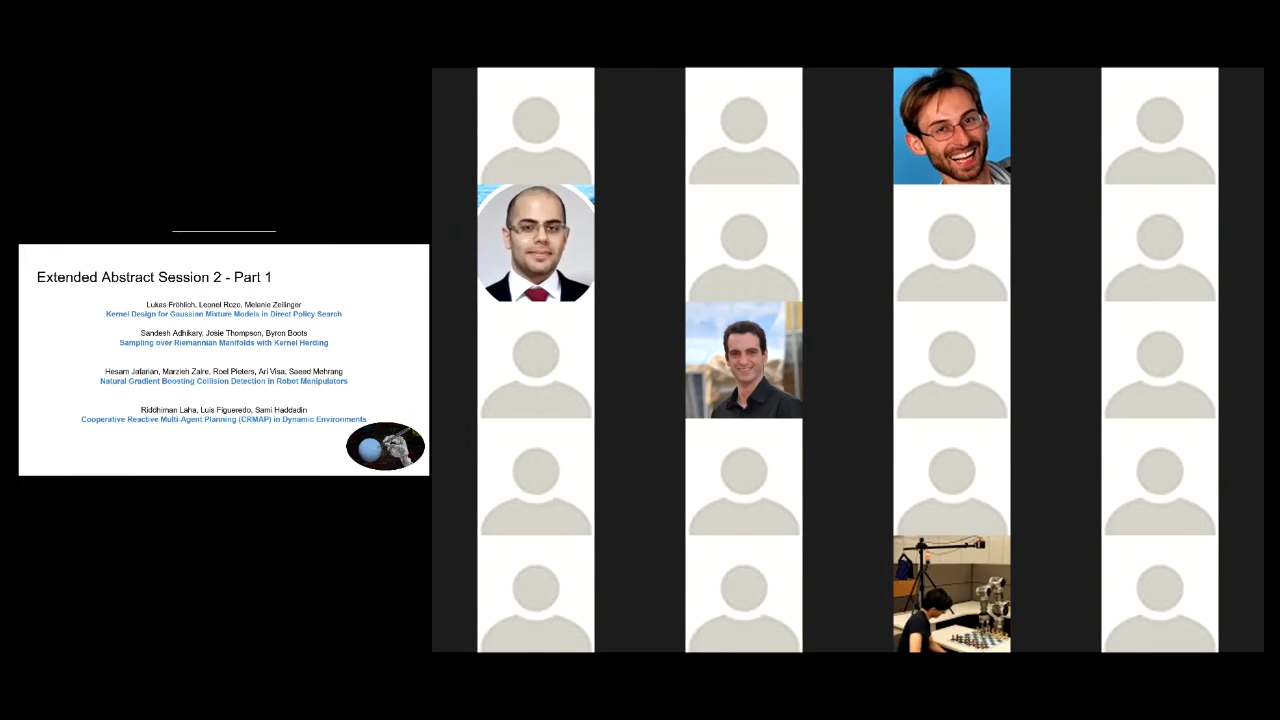 Extended Abstract Session 2 - Part 1
Lukas Fröhlich, Leonel Rozo, Melanie Zeilinger
Kernel Design for Gaussian Mixture Models in Direct Policy Search
Sandesh Adhikary, Josie Thompson, Byron Boots
Sampling over Riemannian Manifolds with Kernel Herding
Hesam Jafarian, Marzieh Zaire, Roel Pieters, Ari Visa, Saeed Mehrang
Natural Gradient Boosting Collision Detection in Robot Manipulators
Riddhiman Laha, Luis Figueredo, Sami Haddadin
Cooperative Reactive Multi-Agent Planning (CRMAP) in Dynamic Environments